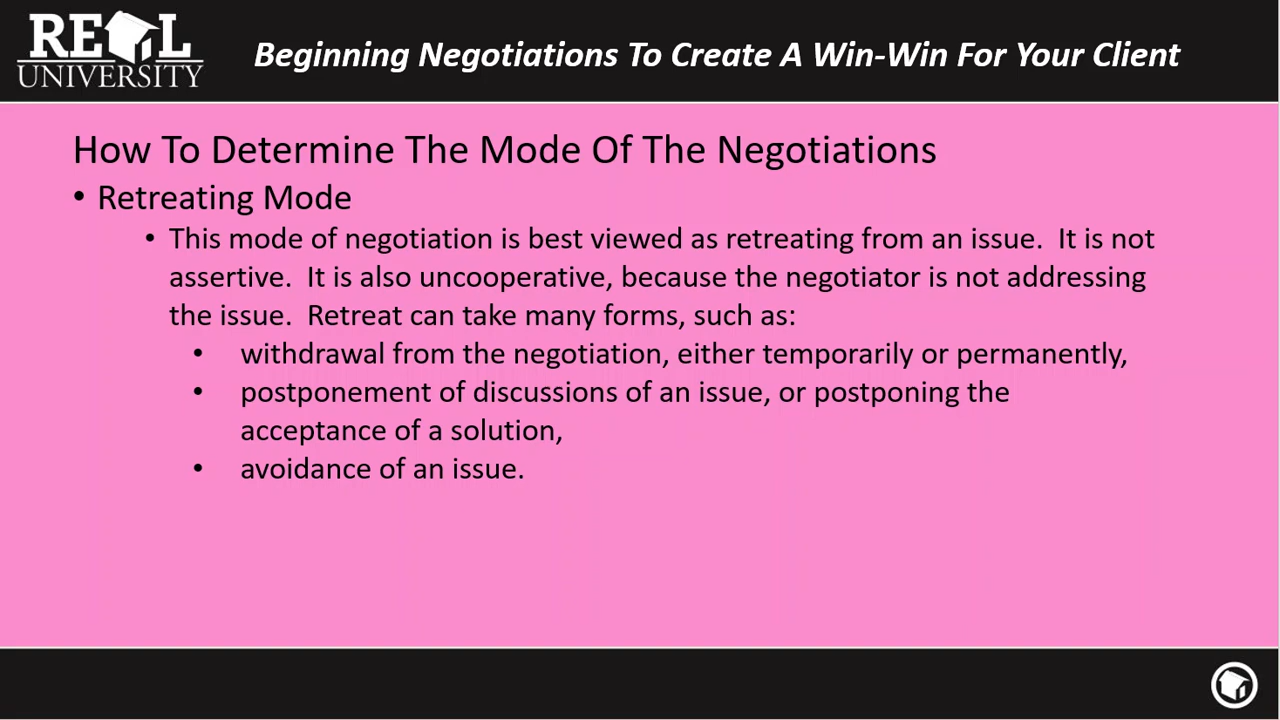 RE L
UNIVERSITY
Beginning Negotiations To Create A Win-Win For Your Client
How To Determine The Mode Of The Negotiations
• Retreating Mode
• This mode of negotiation is best viewed as retreating from an issue.  It is not
assertive.  It is also uncooperative, because the negotiator is not addressing
the issue.  Retreat can take many forms, such as:
• withdrawal from the negotiation, either temporarily or permanently,
• postponement of discussions of an issue, or postponing the
acceptance of a solution,
• avoidance of an issue.